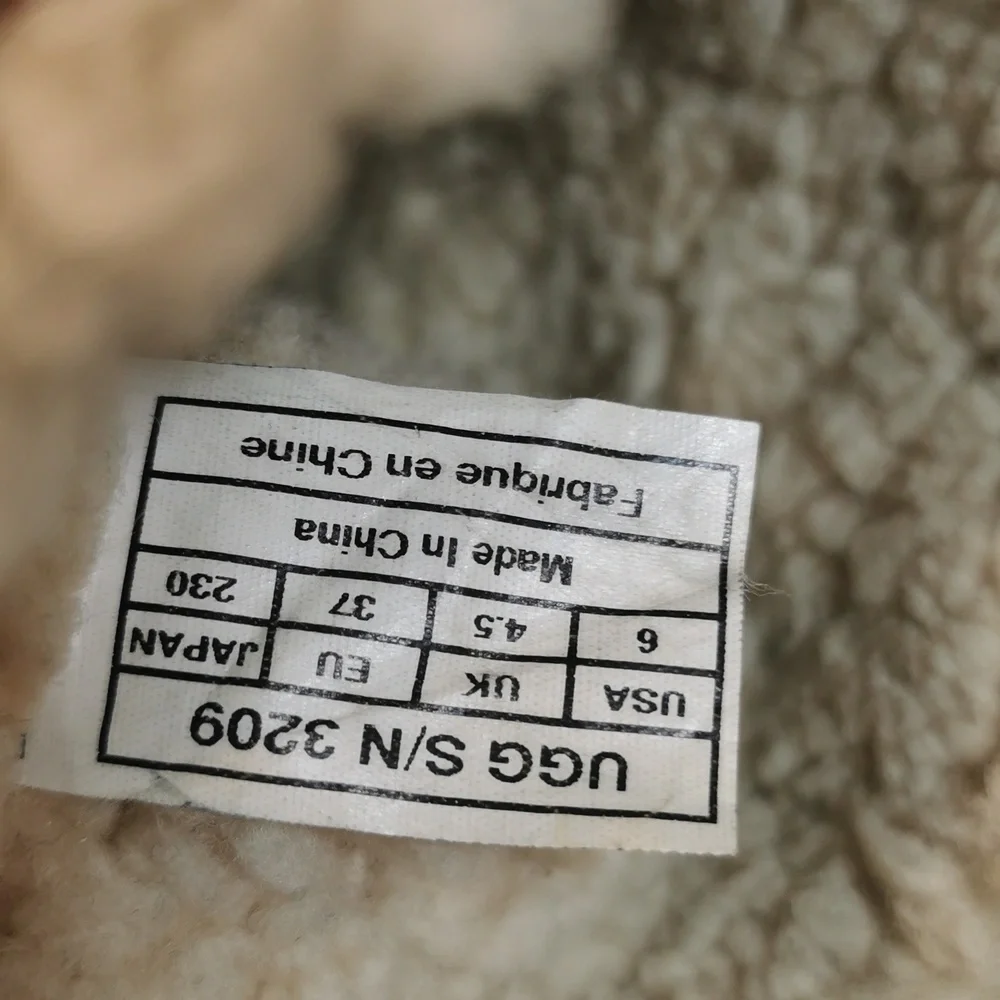 UGG S/N 3209
USA UK EU JAPAN
6 4.5 37 230
Made In China
Fabrique en Chine